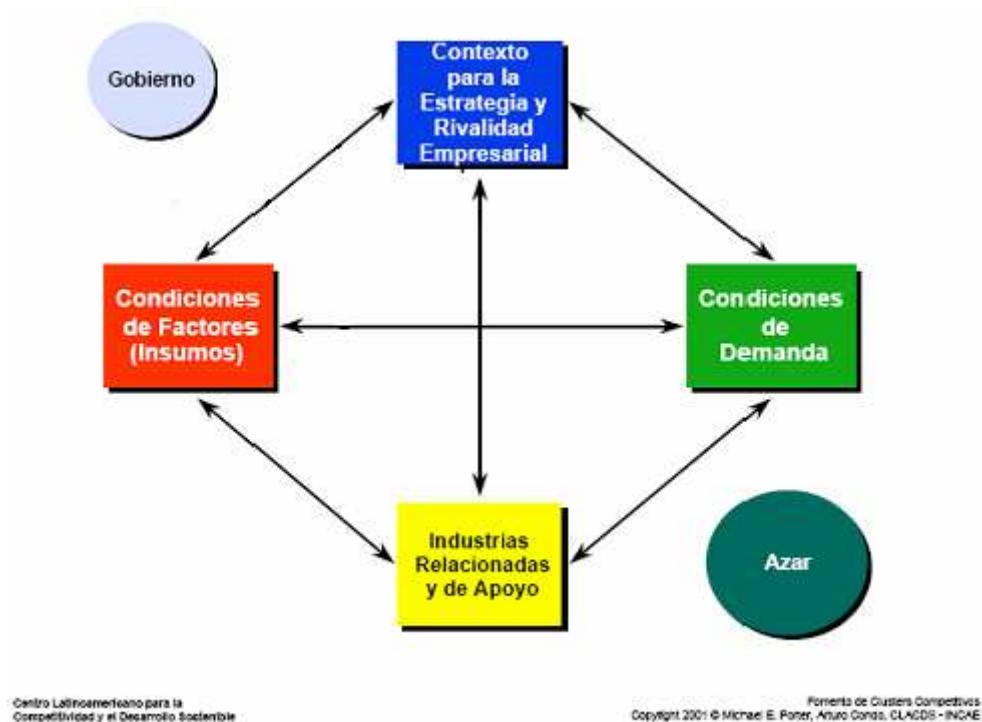 Gobierno
Contexto
para la
Estrategia y
Rivalidad
Empresarial
Condiciones
de Factores
(Insumos)
Condiciones
de
Demanda
Industrias
Relacionadas
y de Apoyo
Azar
Centro Latinoamericano para la
Competitividad y el Desarrollo Sostenible
Fomento de Clusters Competitivos
Copyright 2001 © Michael E. Porter, Arturo Condo, CLACDS - INCAE